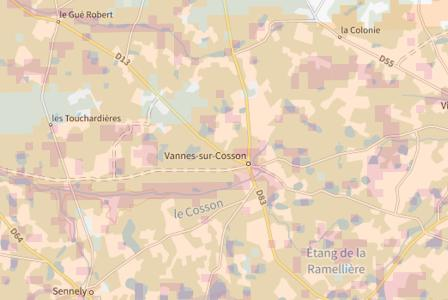 le Gué Robert
la Colonie
D13
D55
les Touchardières
Vannes-sur-Cosson
D83
le Cosson
D64
Étang de la
Ramellière
Sennely